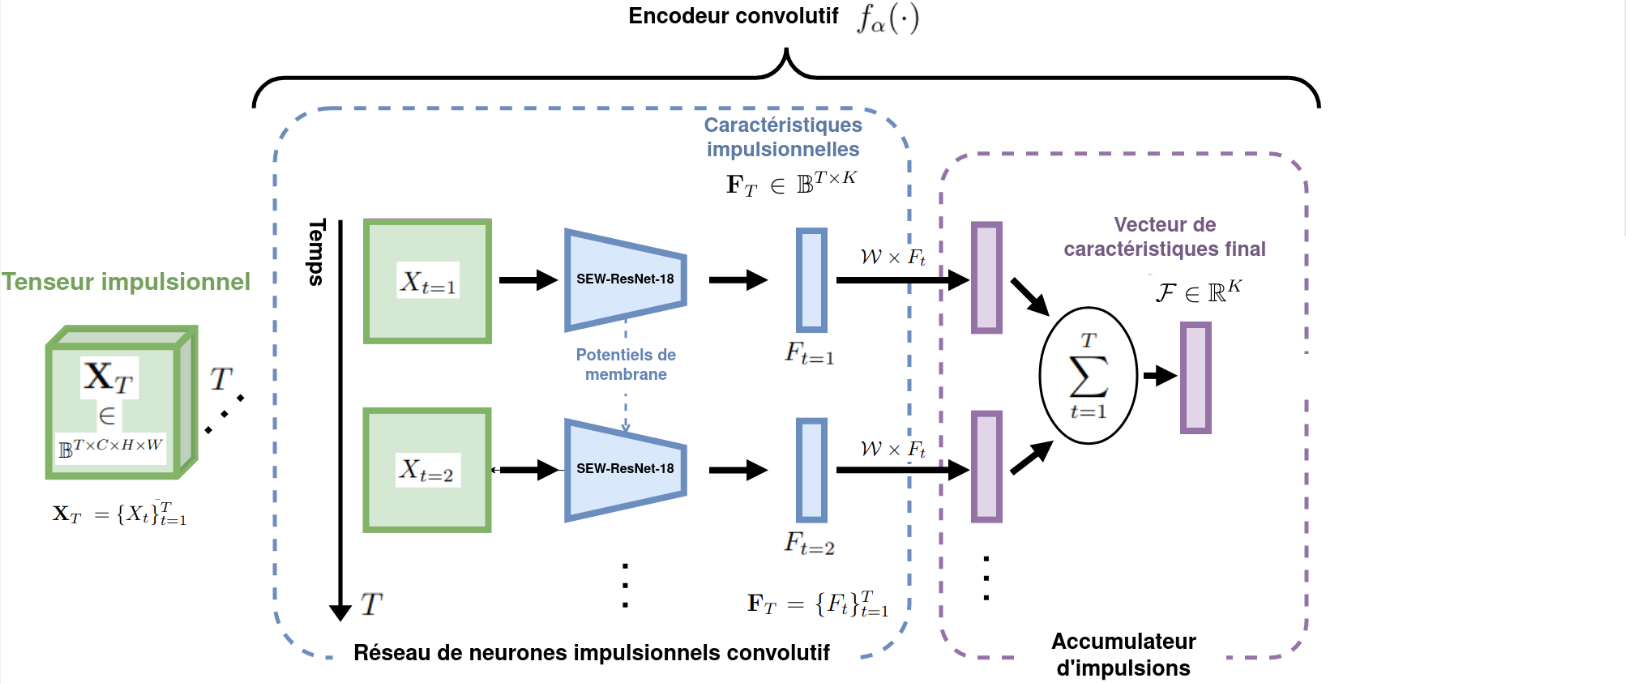 Encodeur convolutif $f_{\alpha}(\cdot)$
Caractéristiques
impulsionnelles
$\mathbf{F}_T \in \mathbb{B}^{T \times K}$
Temps
Vecteur de
caractéristiques final
$\mathcal{F} \in \mathbb{R}^K$
Tenseur impulsionnel
$\mathbf{X}_T$
$\in$
$\mathbb{B}^{T \times C \times H \times W}$
$T$
$\mathbf{X}_T = \{X_t\}_{t=1}^T$
$X_{t=1}$
SEW-ResNet-18
$\mathcal{W} \times F_t$
$F_{t=1}$
Potentiels de
membrane
$\sum_{t=1}^{T}$
$X_{t=2}$
SEW-ResNet-18
$\mathcal{W} \times F_t$
$F_{t=2}$
$T$
$\mathbf{F}_T = \{F_t\}_{t=1}^T$
Réseau de neurones impulsionnels convolutif
Accumulateur
d'impulsions